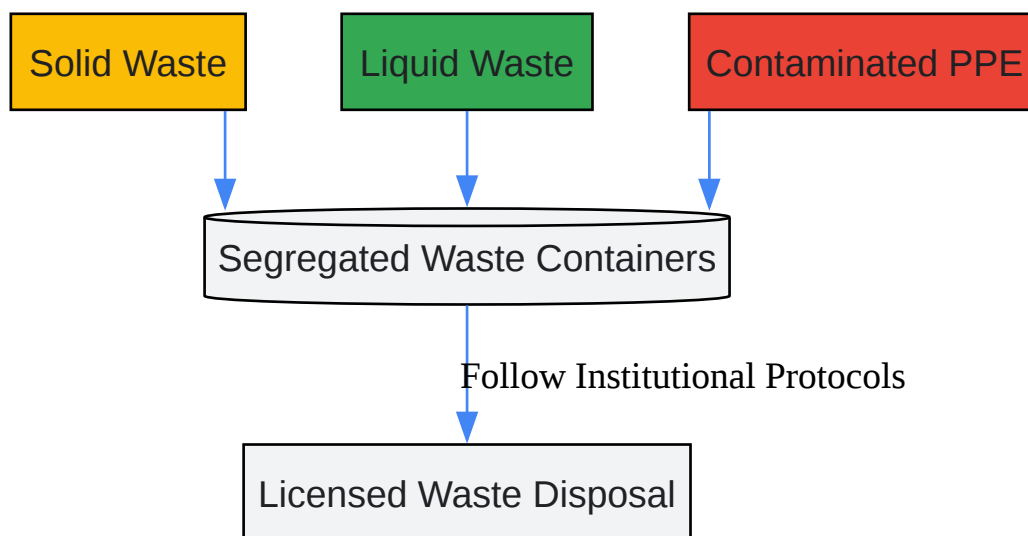 Solid Waste
Liquid Waste
Contaminated PPE
Segregated Waste Containers
Follow Institutional Protocols
Licensed Waste Disposal